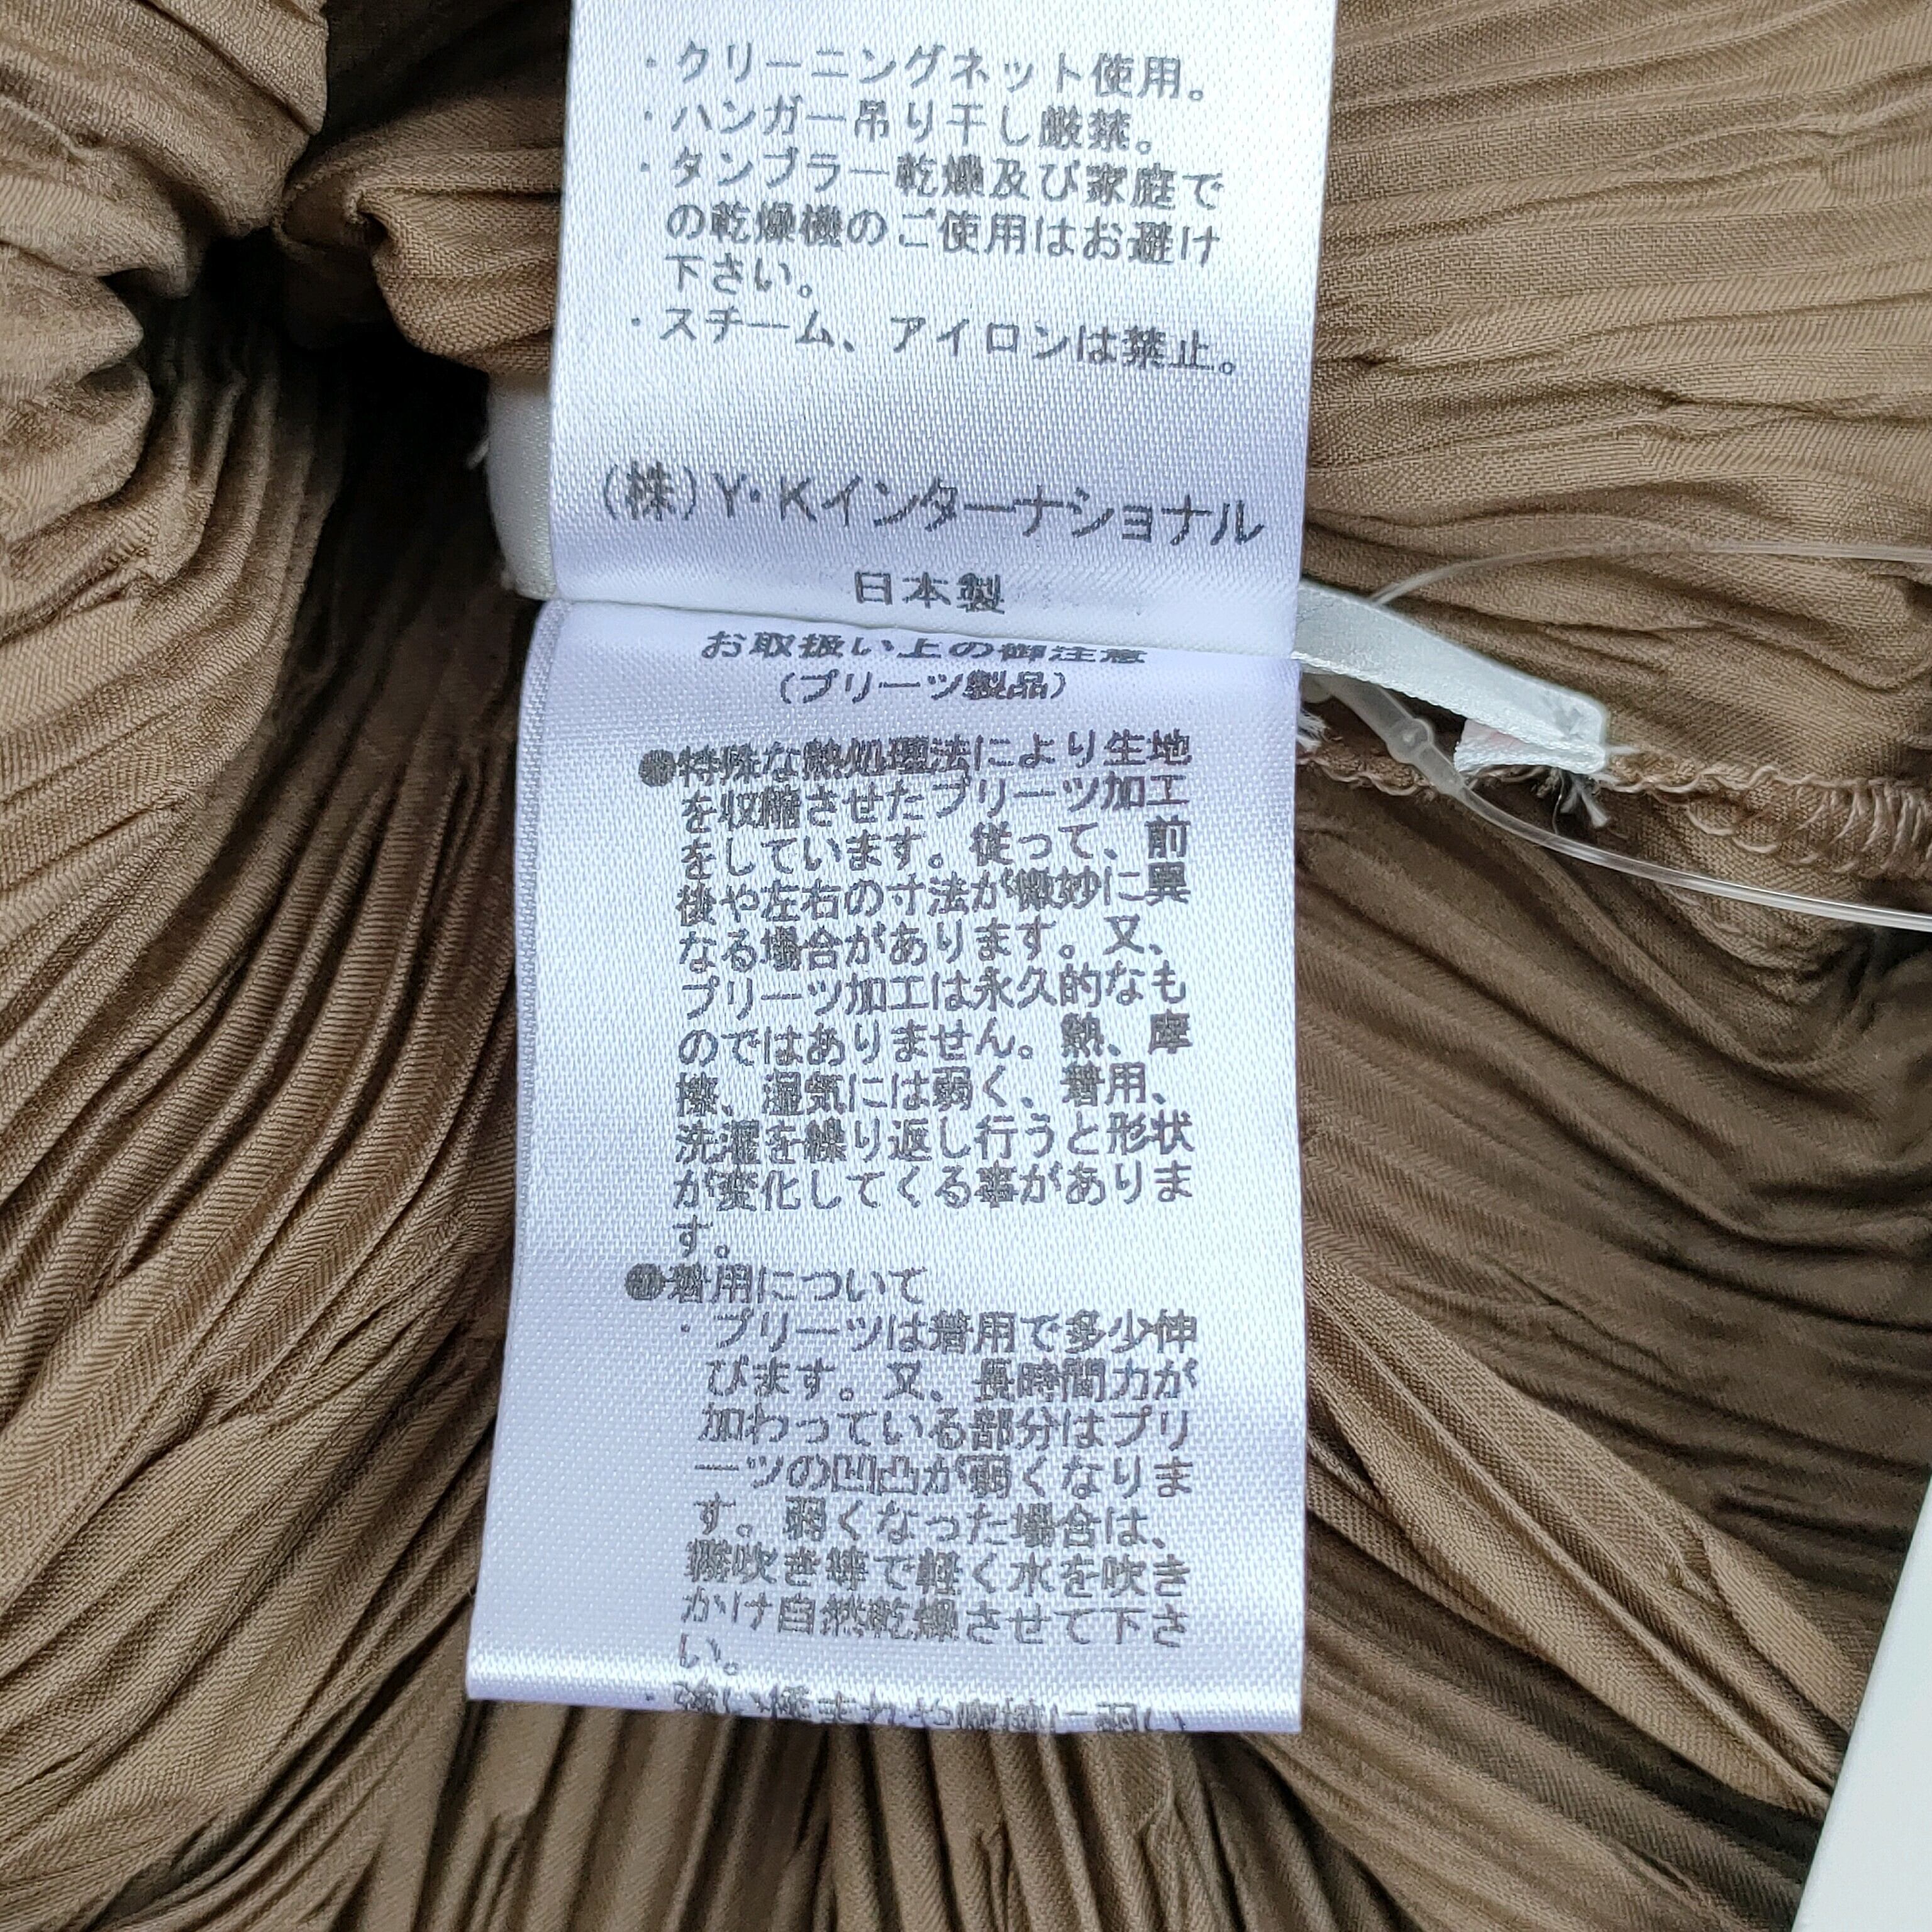 ・クリーニングネット使用。
・ハンガー吊り干し厳禁。
・タンブラー乾燥及び家庭で
の乾燥機のご使用はお避け
下さい。
・スチーム、アイロンは禁止。
(株)Y・Kインターナショナル
日本製
お取扱い上の御注意
(プリーツ製品)
●特殊な熱処理法により生地
を収縮させたプリーツ加工
をしています。従って、前
後や左右の寸法が微妙に異
なる場合があります。又、
プリーツ加工は永久的なも
のではありません。熱、摩
擦、湿気には弱く、着用、
洗濯を繰り返し行うと形状
が変化してくる事がありま
す。
●着用について
・プリーツは着用で多少伸
びます。又、長時間力が
加わっている部分はプリ
ーツの凹凸が弱くなりま
す。弱くなった場合は、
霧吹き等で軽く水を吹き
かけ自然乾燥させて下さ
い。
・強い揉まれや摩擦に弱い